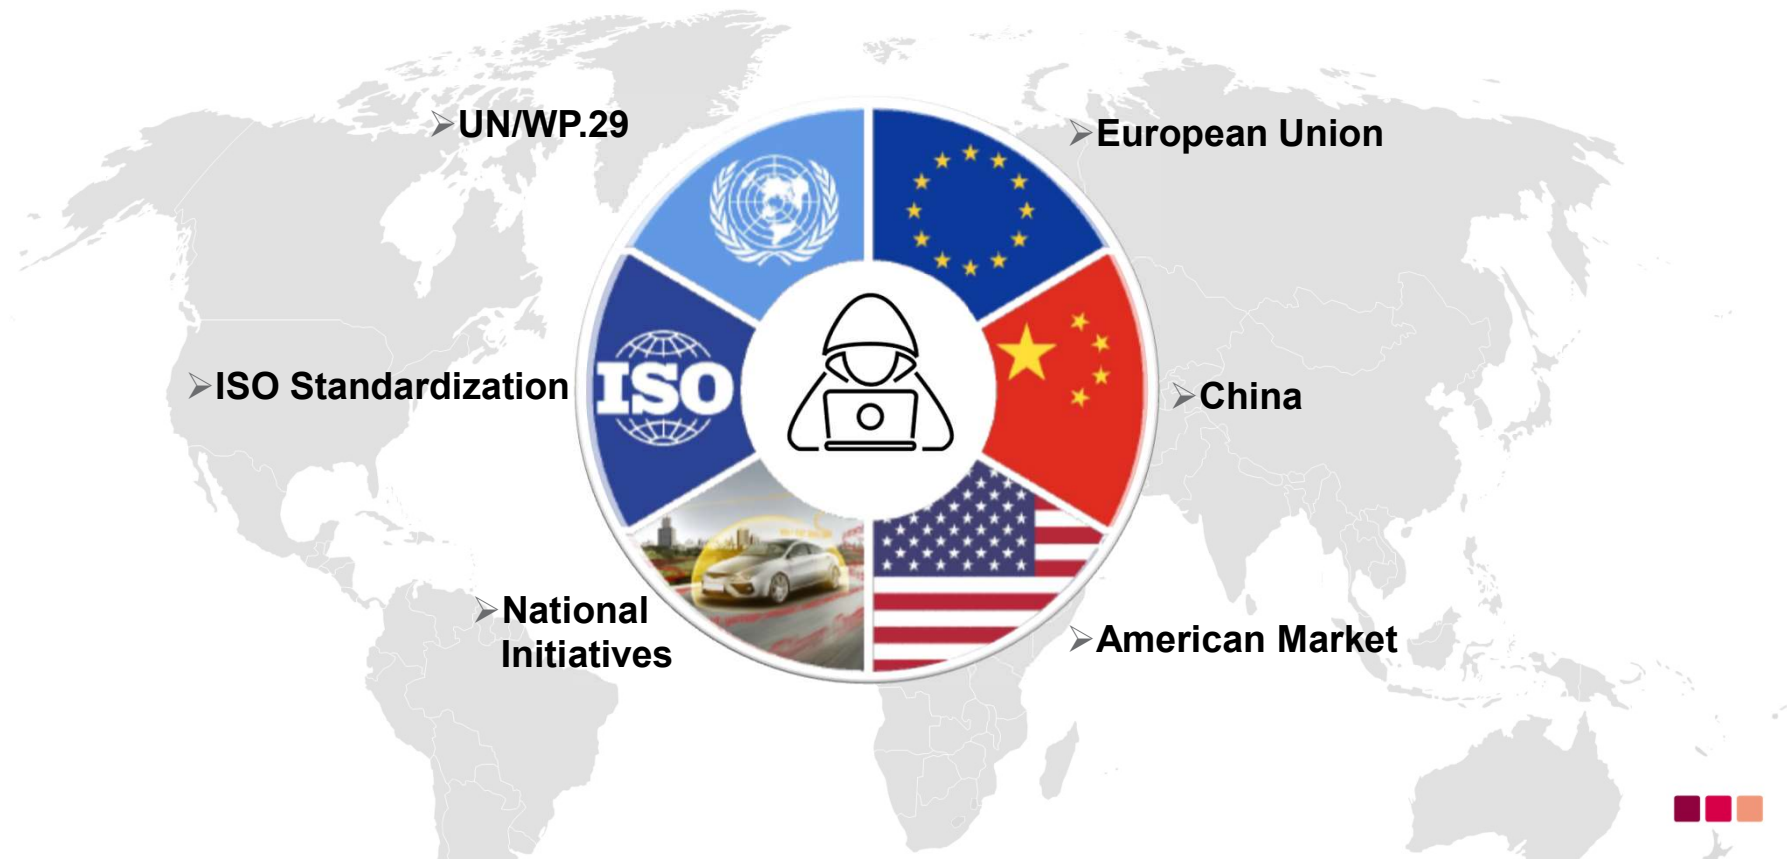 UN/WP.29
European Union
ISO
ISO Standardization
China
National
Initiatives
American Market